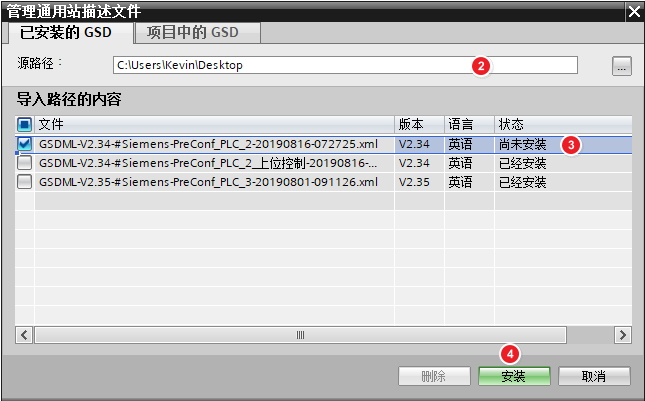 管理通用站描述文件
已安装的 GSD 项目中的 GSD
源路径： C:\Users\Kevin\Desktop 2 ...
导入路径的内容
文件 版本 语言 状态
GSDML-V2.34-#Siemens-PreConf_PLC_2-20190816-072725.xml V2.34 英语 尚未安装 3
GSDML-V2.34-#Siemens-PreConf_PLC_2_上位控制-20190816-... V2.34 英语 已经安装
GSDML-V2.35-#Siemens-PreConf_PLC_3-20190801-091126.xml V2.35 英语 已经安装
4
删除 安装 取消